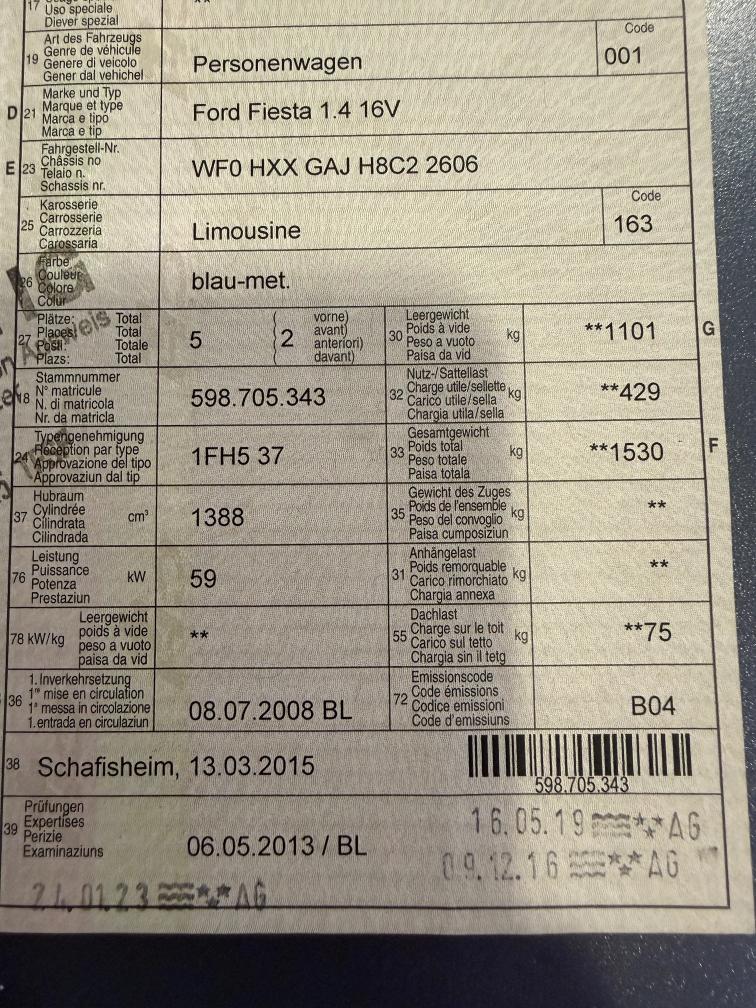 17
Uso speciale
Diever spezial
**
19
Art des Fahrzeugs
Genre de véhicule
Genere di veicolo
Gener dal vehichel
Personenwagen
Code
001
D 21
Marke und Typ
Marque et type
Marca e tipo
Marca e tip
Ford Fiesta 1.4 16V
E 23
Fahrgestell-Nr.
Châssis no
Telaio n.
Schassis nr.
WF0 HXX GAJ H8C2 2606
25
Karosserie
Carrosserie
Carrozzeria
Carossaria
Limousine
Code
163
26
Farbe
Couleur
Colore
Colur
blau-met.
27
Plätze: Total
Places: Total
Posti: Totale
Plazs: Total
5
( 2
vorne)
avant)
anteriori)
davant)
30
Leergewicht
Poids à vide
Peso a vuoto
Paisa da vid
kg
**1101
G
18
Stammnummer
N° matricule
N. di matricola
Nr. da matricla
598.705.343
32
Nutz-/Sattellast
Charge utile/sellette
Carico utile/sella
Chargia utila/sella
kg
**429
24
Typengenehmigung
Réception par type
Approvazione del tipo
Approvaziun dal tip
1FH5 37
33
Gesamtgewicht
Poids total
Peso totale
Paisa totala
kg
**1530
F
37
Hubraum
Cylindrée
Cilindrata
Cilindrada
cm³
1388
35
Gewicht des Zuges
Poids de l'ensemble
Peso del convoglio
Paisa cumposiziun
kg
**
76
Leistung
Puissance
Potenza
Prestaziun
kW
59
31
Anhängelast
Poids remorquable
Carico rimorchiato
Chargia annexa
kg
**
78 kW/kg
Leergewicht
poids à vide
peso a vuoto
paisa da vid
**
55
Dachlast
Charge sur le toit
Carico sul tetto
Chargia sin il tetg
kg
**75
36
1. Inverkehrsetzung
1re mise en circulation
1a messa in circolazione
1. entrada en circulaziun
08.07.2008 BL
72
Emissionscode
Code émissions
Codice emissioni
Code d'emissiuns
B04
38
Schafisheim, 13.03.2015
598.705.343
39
Prüfungen
Expertises
Perizie
Examinaziuns
06.05.2013 / BL
16.05.19 AG
09.12.16 AG
24.01.23 AG